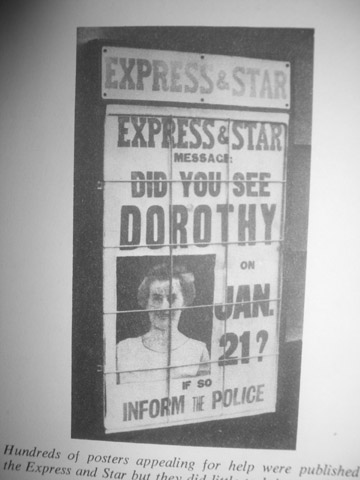 EXPRESS & STAR
EXPRESS & STAR
MESSAGE:
DID YOU SEE
DOROTHY
ON
JAN.
21?
IF SO
INFORM THE POLICE
Hundreds of posters appealing for help were published
the Express and Star but they did little